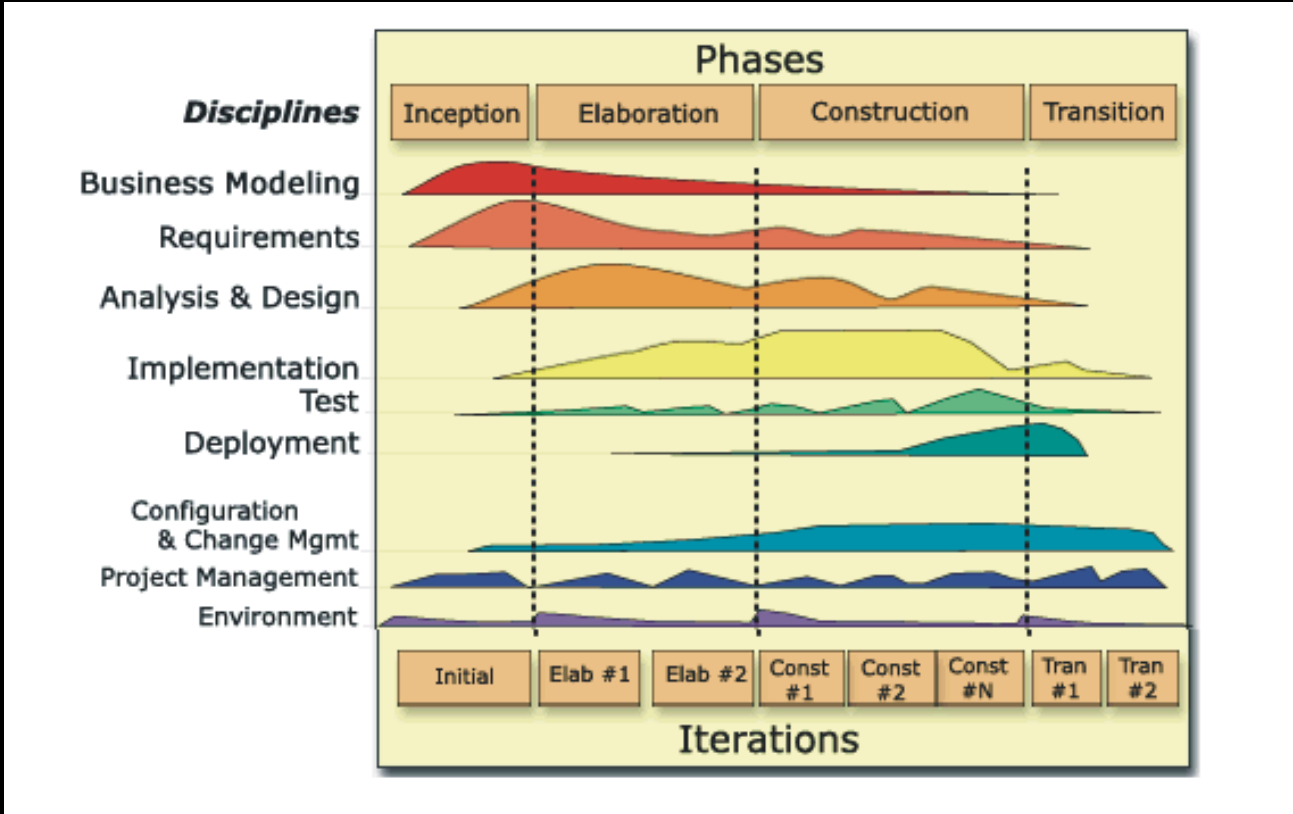 Phases
Disciplines
Inception
Elaboration
Construction
Transition
Business Modeling
Requirements
Analysis & Design
Implementation
Test
Deployment
Configuration
& Change Mgmt
Project Management
Environment
Initial
Elab #1
Elab #2
Const
#1
Const
#2
Const
#N
Tran
#1
Tran
#2
Iterations